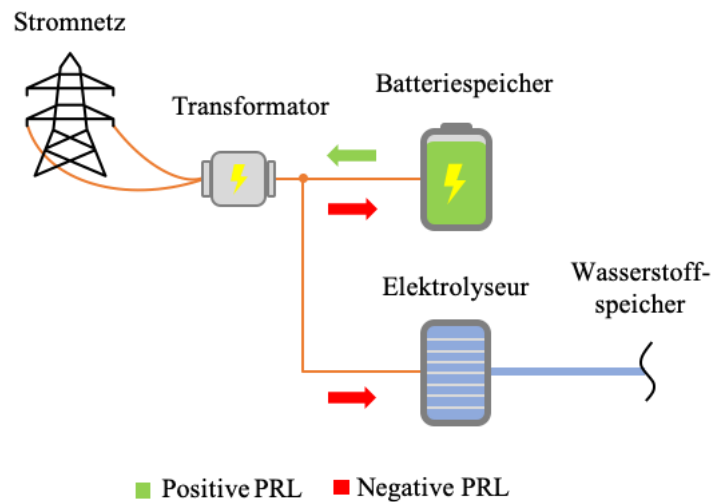 Stromnetz
Transformator
Batteriespeicher
Elektrolyseur
Wasserstoff-
speicher
Positive PRL
Negative PRL